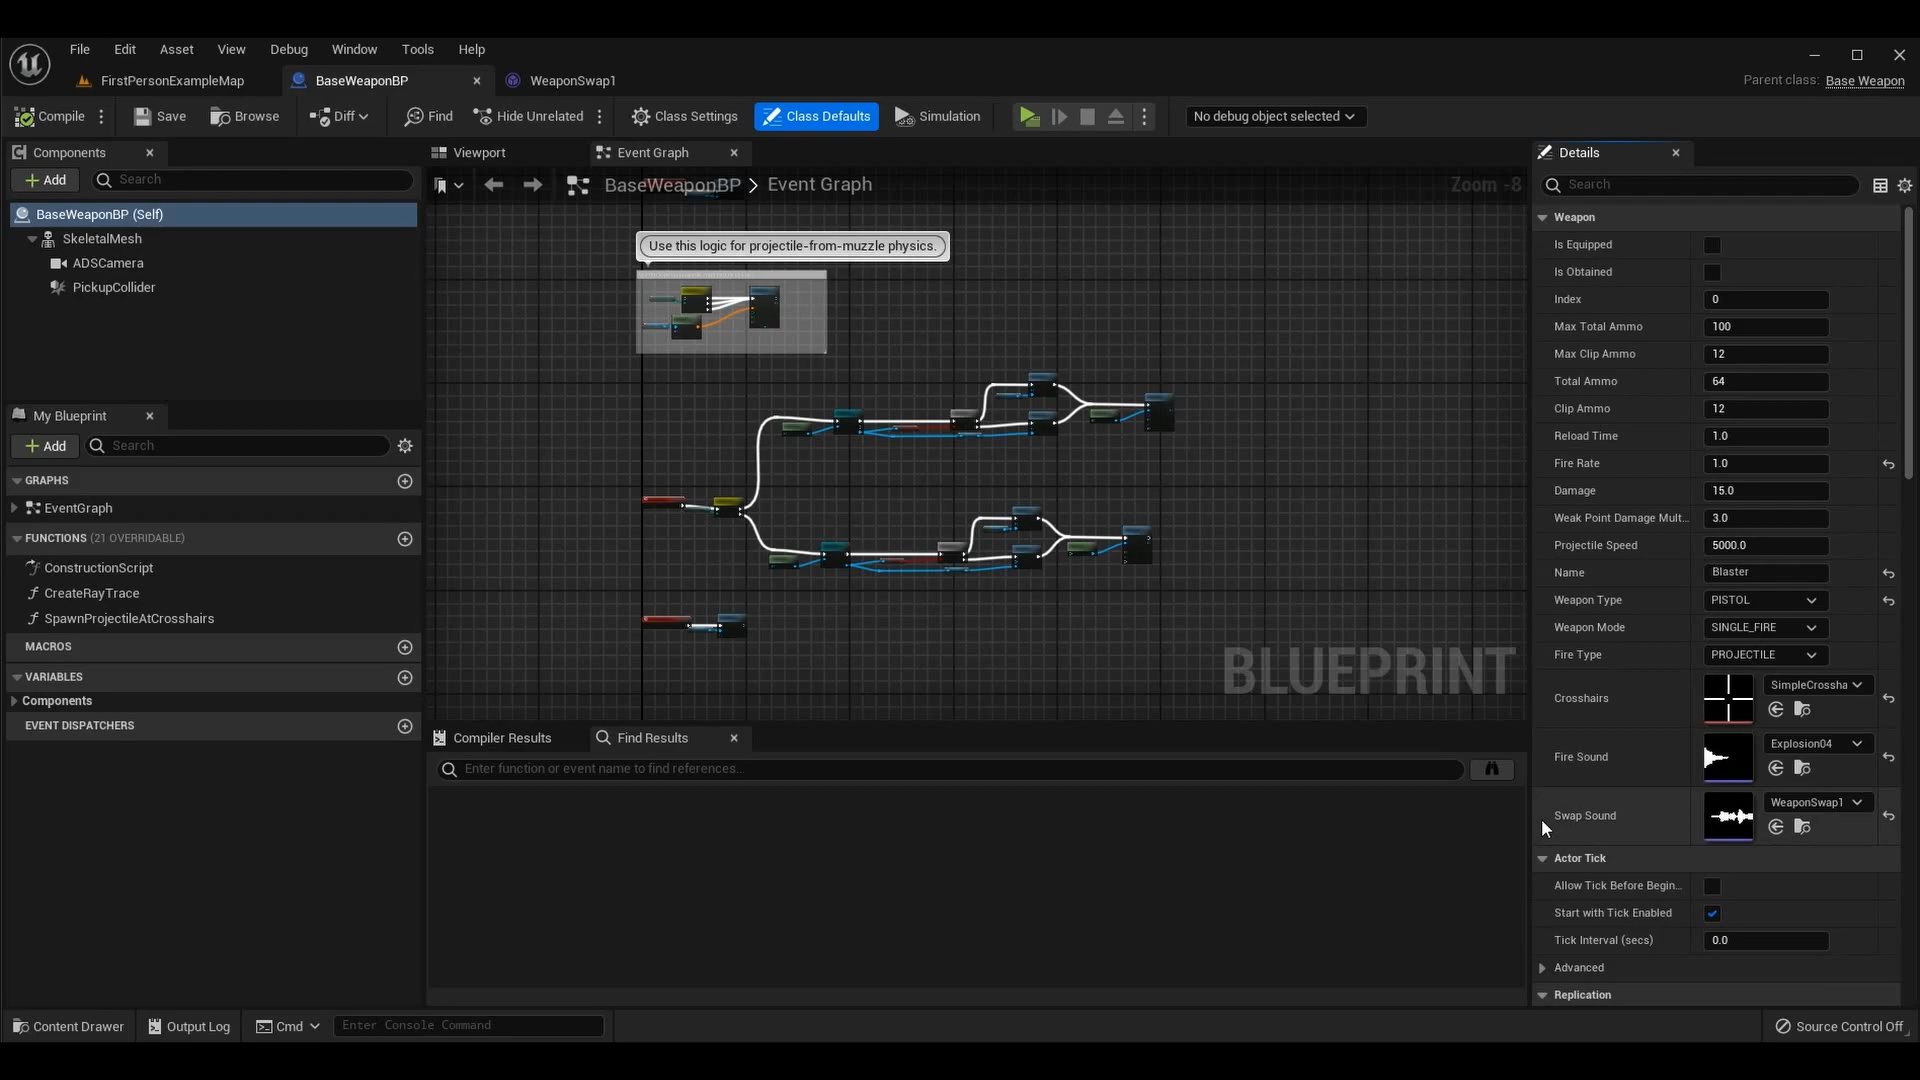 File Edit Asset View Debug Window Tools Help
FirstPersonExampleMap BaseWeaponBP WeaponSwap1 Parent class: Base Weapon
Compile Save Browse Diff Find Hide Unrelated Class Settings Class Defaults Simulation No debug object selected
Components Viewport Event Graph Details
Add Search BaseWeaponBP > Event Graph Zoom -8 Search
BaseWeaponBP (Self)
SkeletalMesh
ADSCamera
PickupCollider
My Blueprint
Add Search
GRAPHS
EventGraph
FUNCTIONS (21 OVERRIDABLE)
ConstructionScript
CreateRayTrace
SpawnProjectileAtCrosshairs
MACROS
VARIABLES
Components
EVENT DISPATCHERS
Use this logic for projectile-from-muzzle physics.
BLUEPRINT
Compiler Results Find Results
Enter function or event name to find references...
Weapon
Is Equipped
Is Obtained
Index 0
Max Total Ammo 100
Max Clip Ammo 12
Total Ammo 64
Clip Ammo 12
Reload Time 1.0
Fire Rate 1.0
Damage 15.0
Weak Point Damage Mult... 3.0
Projectile Speed 5000.0
Name Blaster
Weapon Type PISTOL
Weapon Mode SINGLE_FIRE
Fire Type PROJECTILE
Crosshairs SimpleCrossha
Fire Sound Explosion04
Swap Sound WeaponSwap1
Actor Tick
Allow Tick Before Begin...
Start with Tick Enabled
Tick Interval (secs) 0.0
Advanced
Replication
Content Drawer Output Log Cmd Enter Console Command Source Control Off